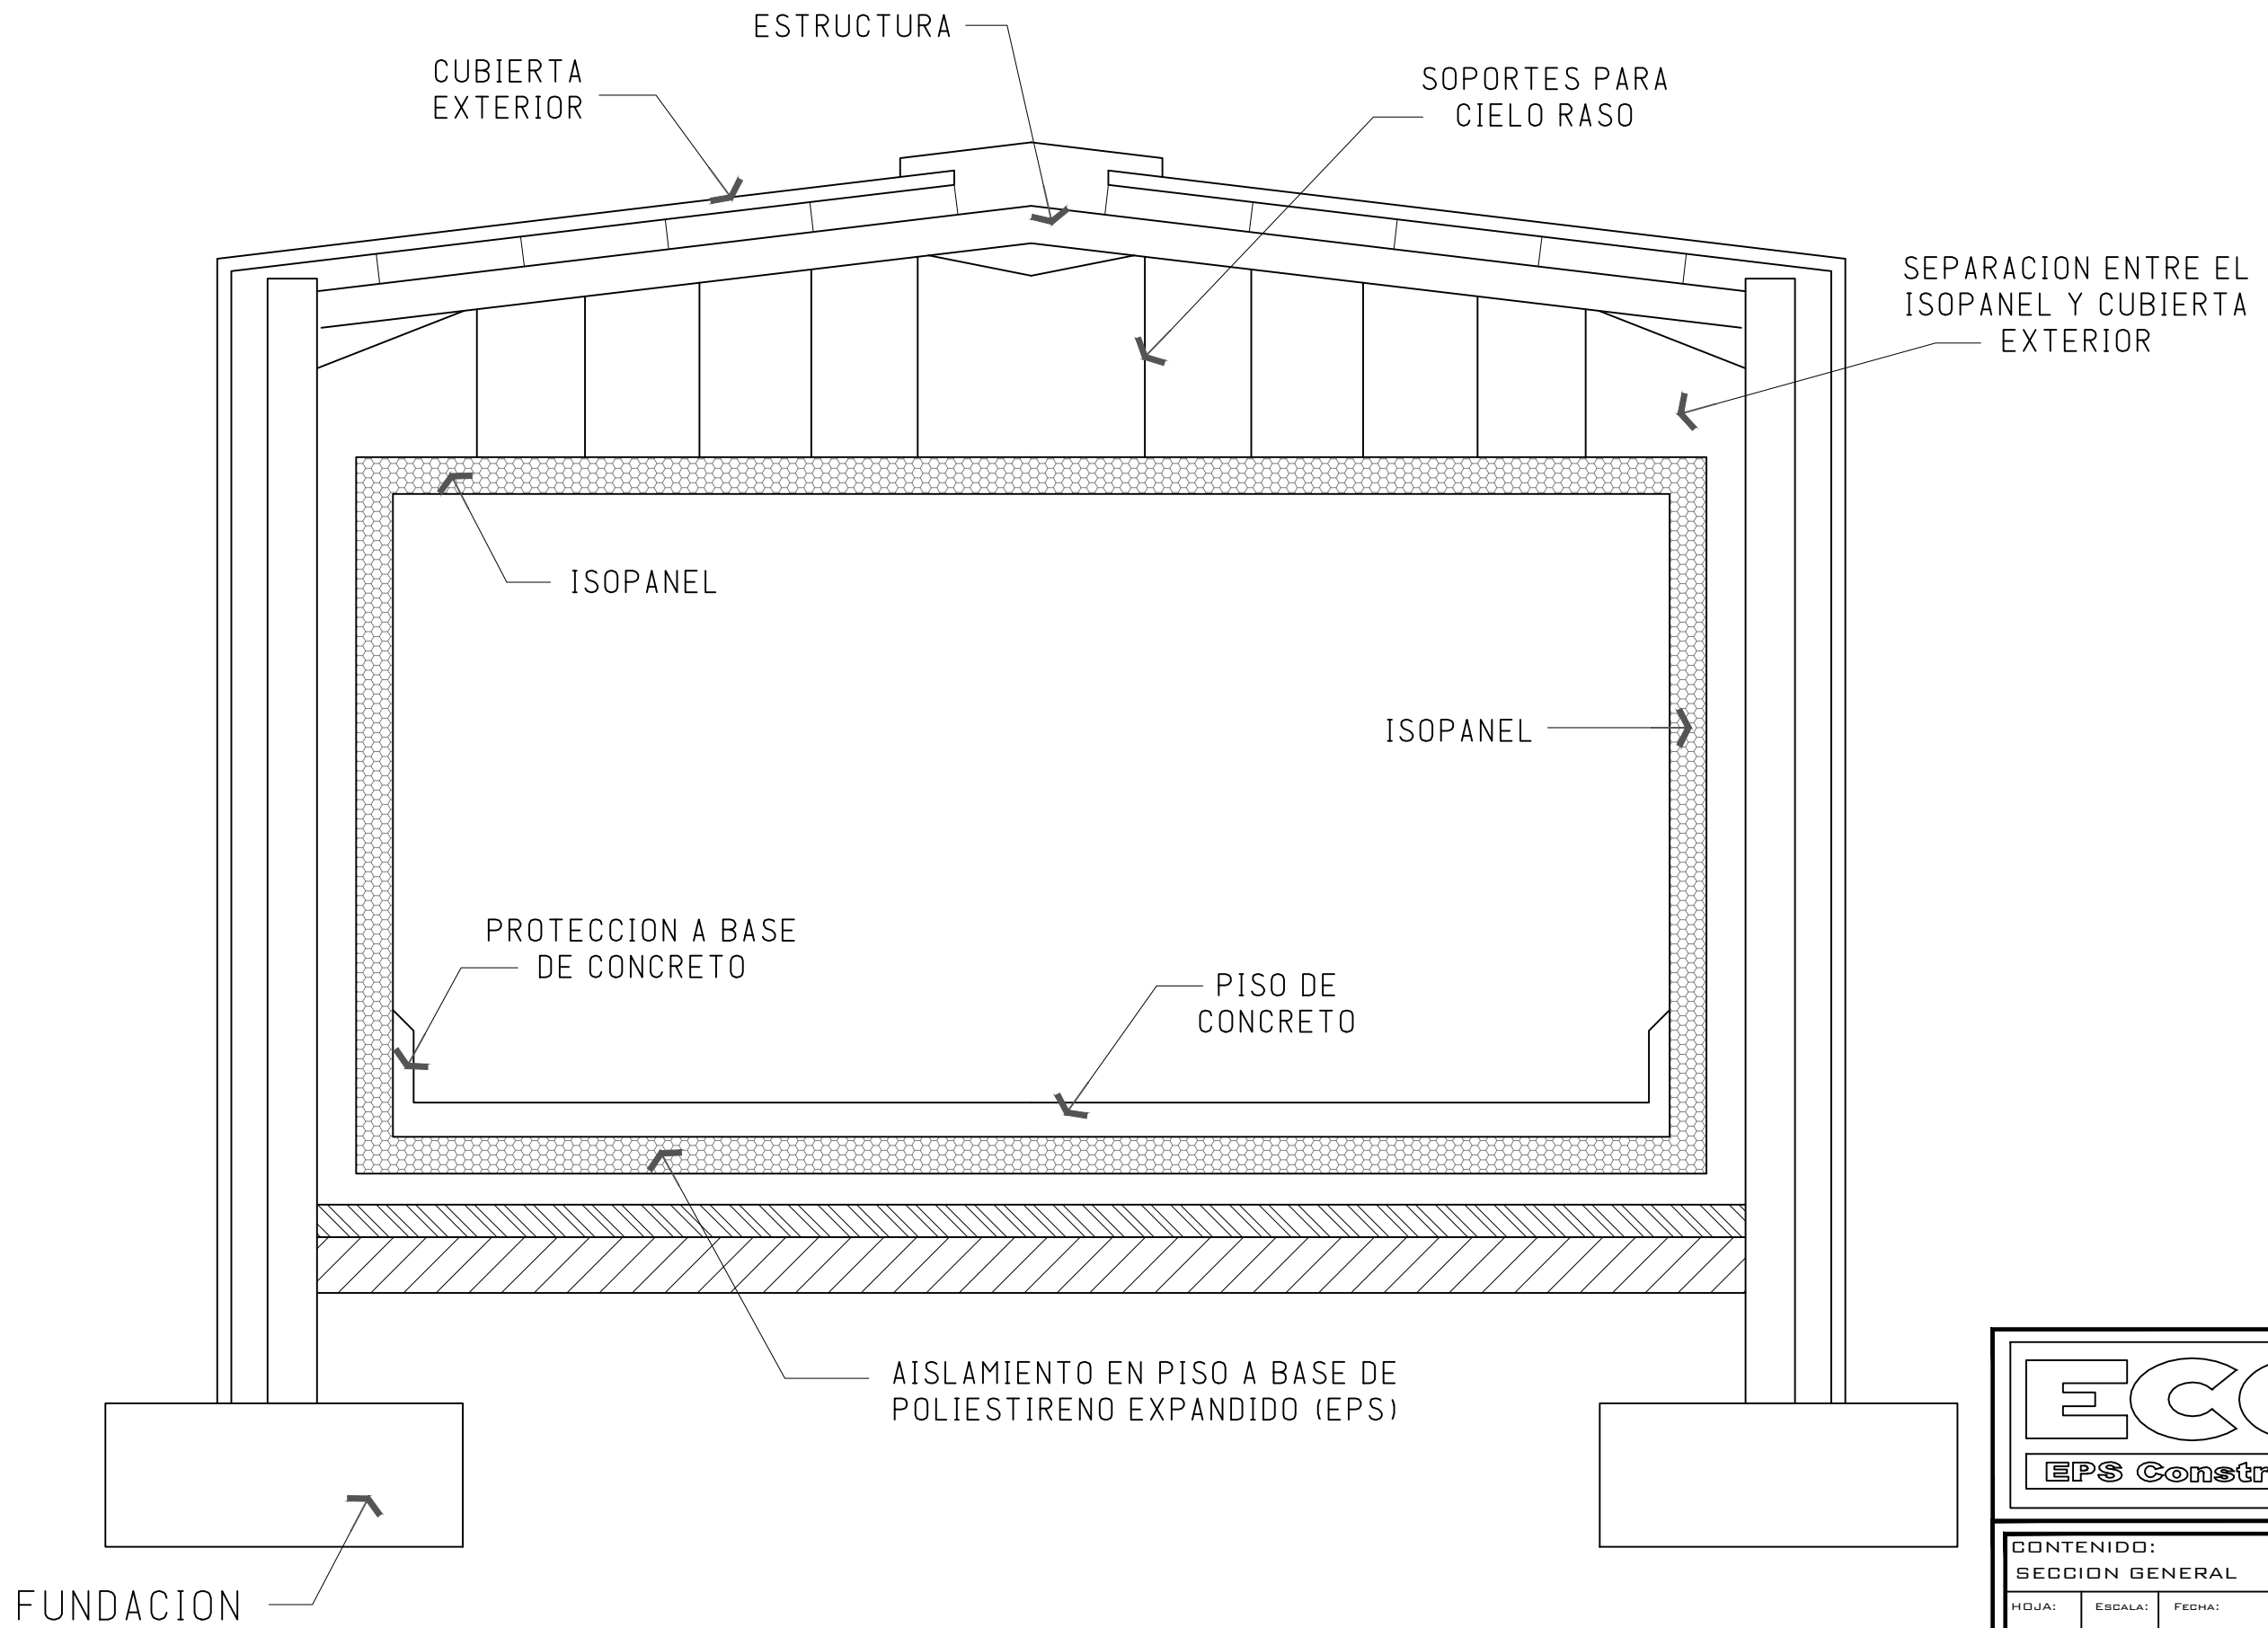 ESTRUCTURA
CUBIERTA
EXTERIOR
SOPORTES PARA
CIELO RASO
SEPARACION ENTRE EL
ISOPANEL Y CUBIERTA
EXTERIOR
ISOPANEL
ISOPANEL
PROTECCION A BASE
DE CONCRETO
PISO DE
CONCRETO
AISLAMIENTO EN PISO A BASE DE
POLIESTIRENO EXPANDIDO (EPS)
FUNDACION
EPS
CONTENIDO:
SECCION GENERAL
HOJA: ESCALA: FECHA: